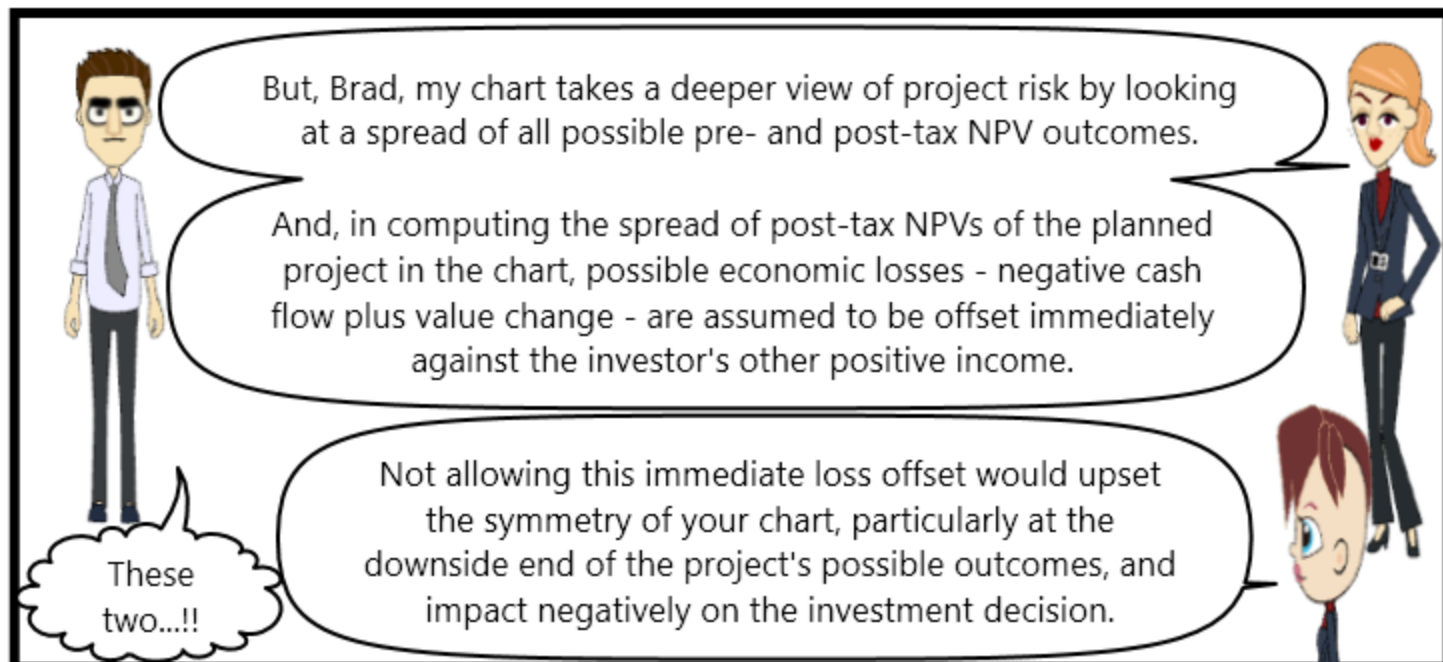 But, Brad, my chart takes a deeper view of project risk by looking
at a spread of all possible pre- and post-tax NPV outcomes.
And, in computing the spread of post-tax NPVs of the planned
project in the chart, possible economic losses - negative cash
flow plus value change - are assumed to be offset immediately
against the investor's other positive income.
Not allowing this immediate loss offset would upset
the symmetry of your chart, particularly at the
downside end of the project's possible outcomes, and
impact negatively on the investment decision.
These
two...!!